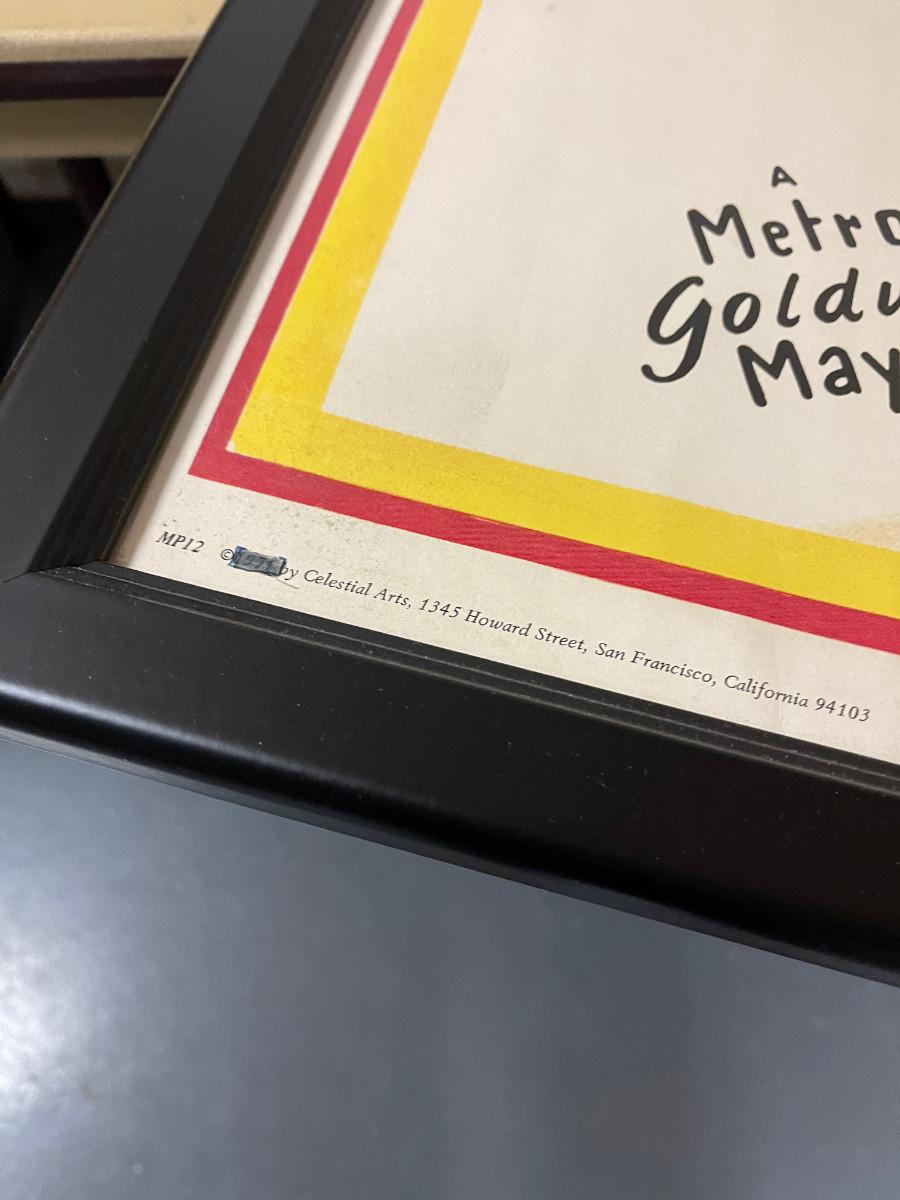 A
Metro
Goldw
May
MP12 © by Celestial Arts, 1345 Howard Street, San Francisco, California 94103